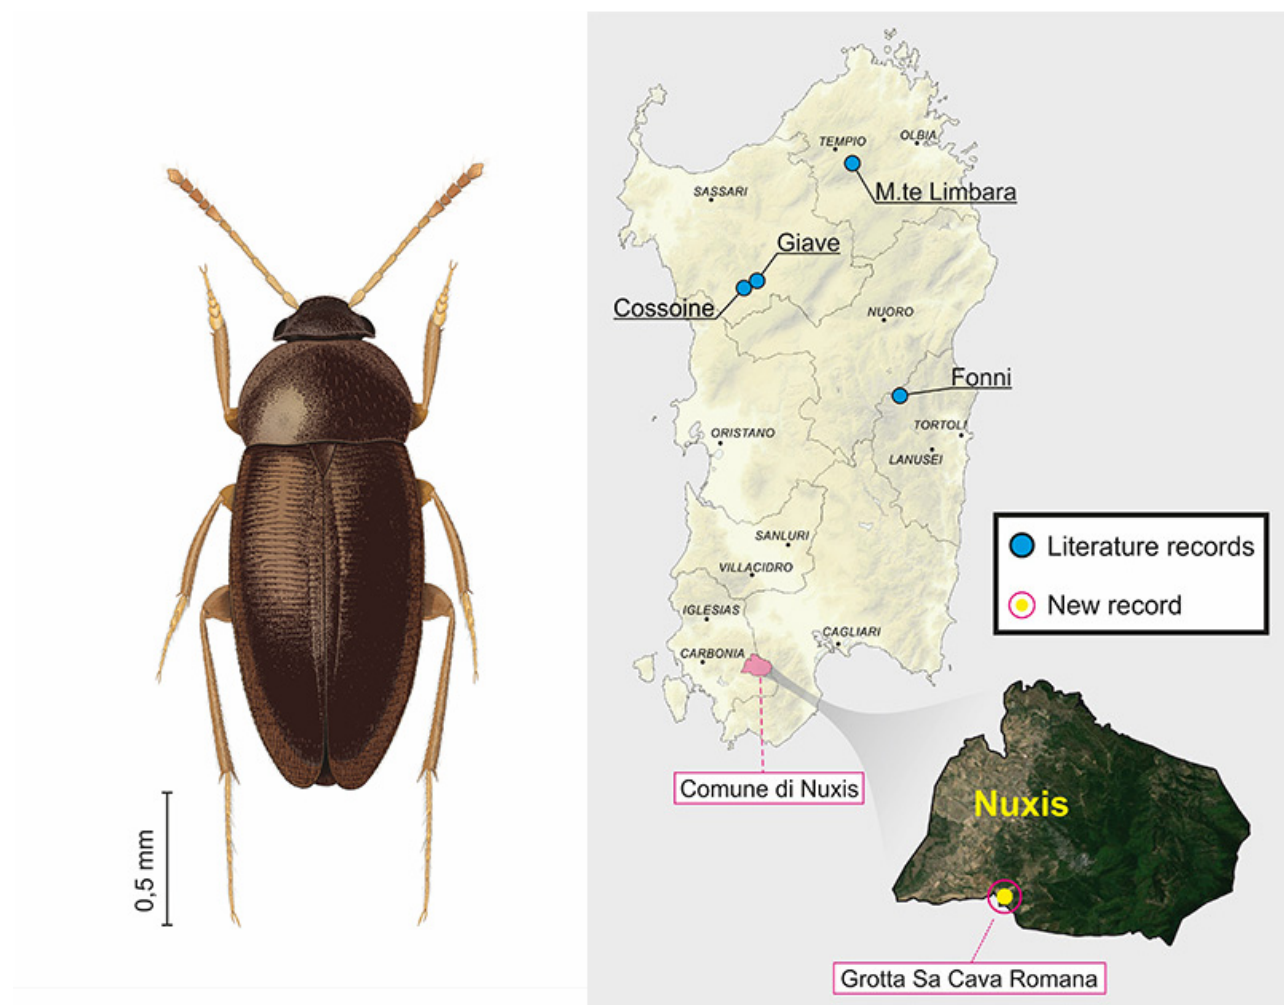 0,5 mm
TEMPIO
OLBIA
M.te Limbara
SASSARI
Giave
Cossoine
NUORO
Fonni
TORTOLI
ORISTANO
LANUSEI
SANLURI
VILLACIDRO
IGLESIAS
CAGLIARI
CARBONIA
Literature records
New record
Comune di Nuxis
Nuxis
Grotta Sa Cava Romana